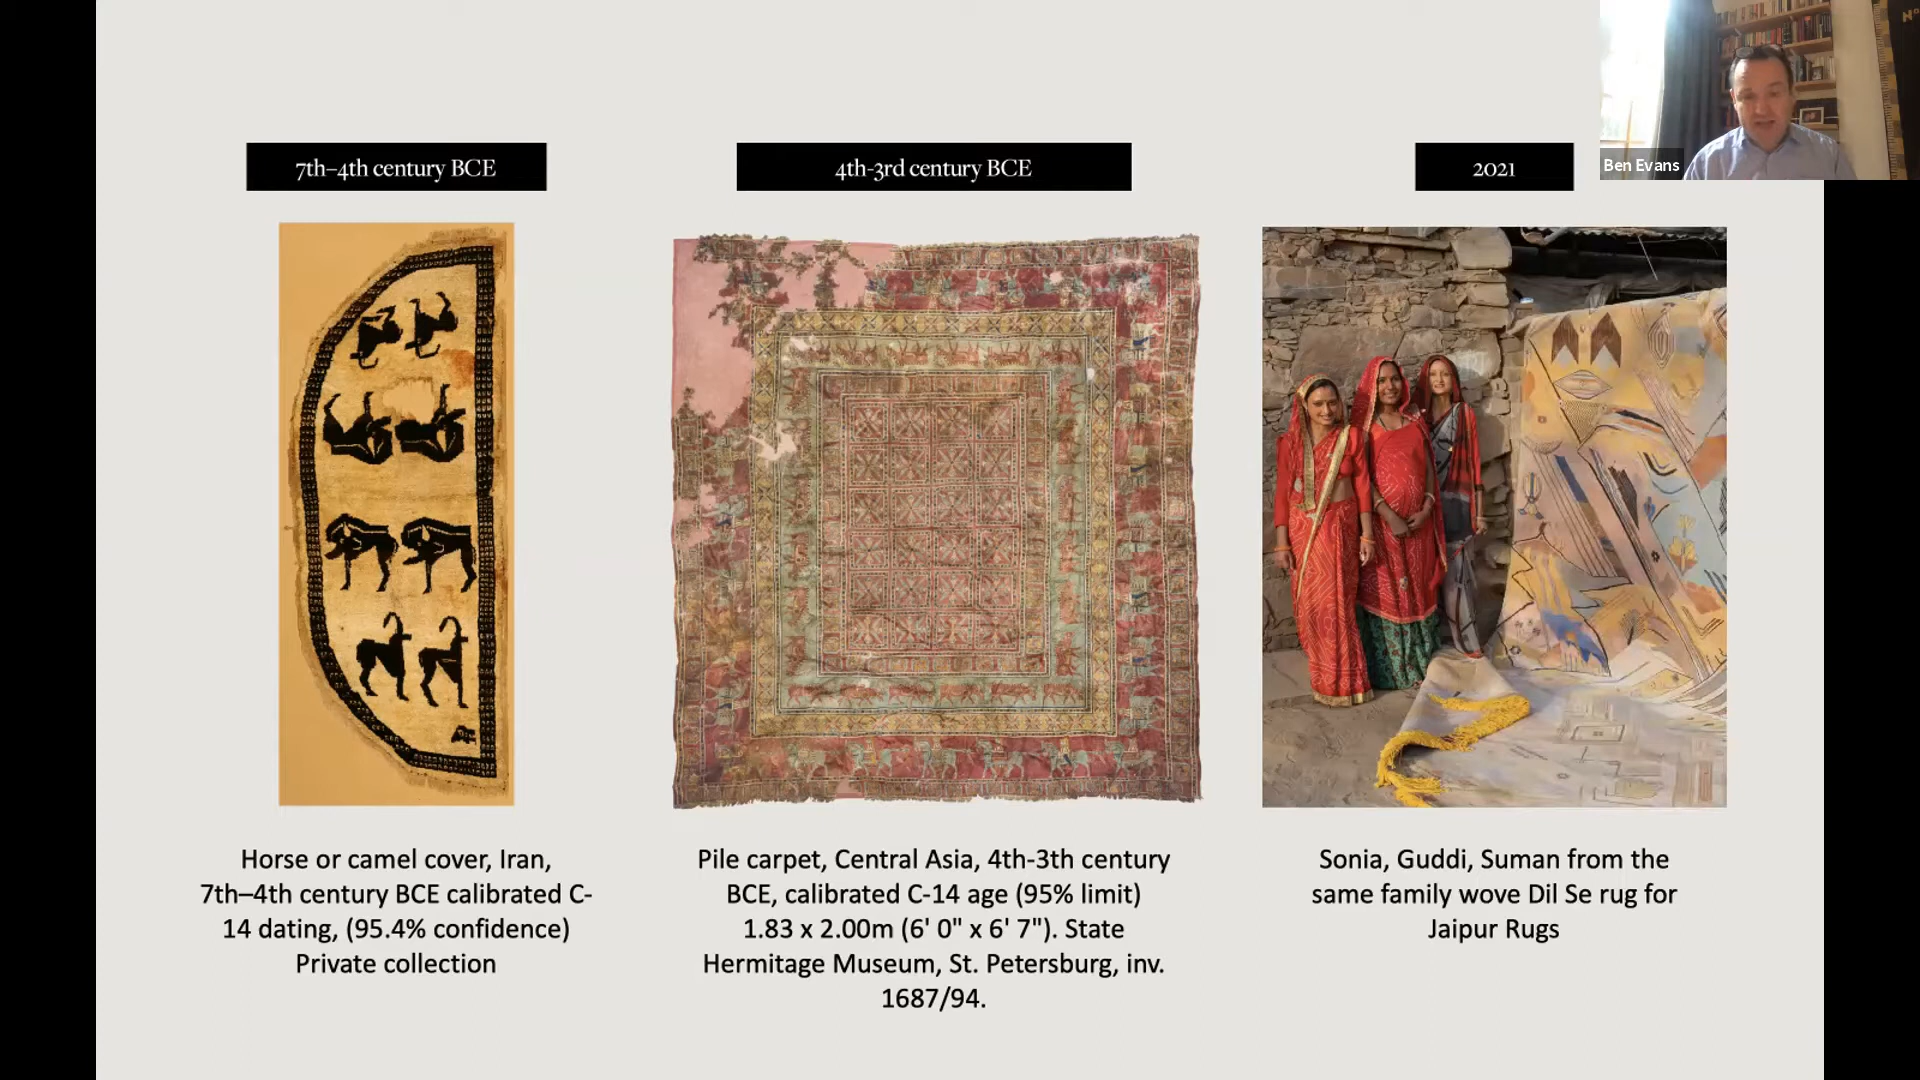 Ben Evans
7th–4th century BCE
4th-3rd century BCE
2021
Horse or camel cover, Iran,
7th–4th century BCE calibrated C-
14 dating, (95.4% confidence)
Private collection
Pile carpet, Central Asia, 4th-3th century
BCE, calibrated C-14 age (95% limit)
1.83 x 2.00m (6' 0" x 6' 7"). State
Hermitage Museum, St. Petersburg, inv.
1687/94.
Sonia, Guddi, Suman from the
same family wove Dil Se rug for
Jaipur Rugs